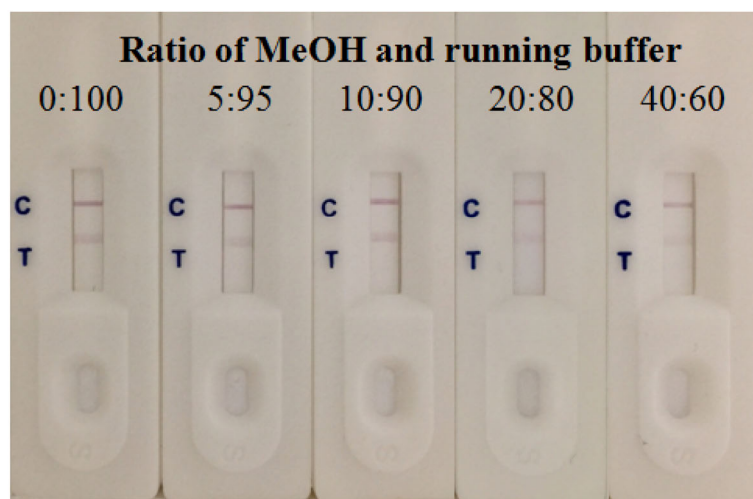 Ratio of MeOH and running buffer
0:100 5:95 10:90 20:80 40:60
C C C C C
T T T T T
S S S S S